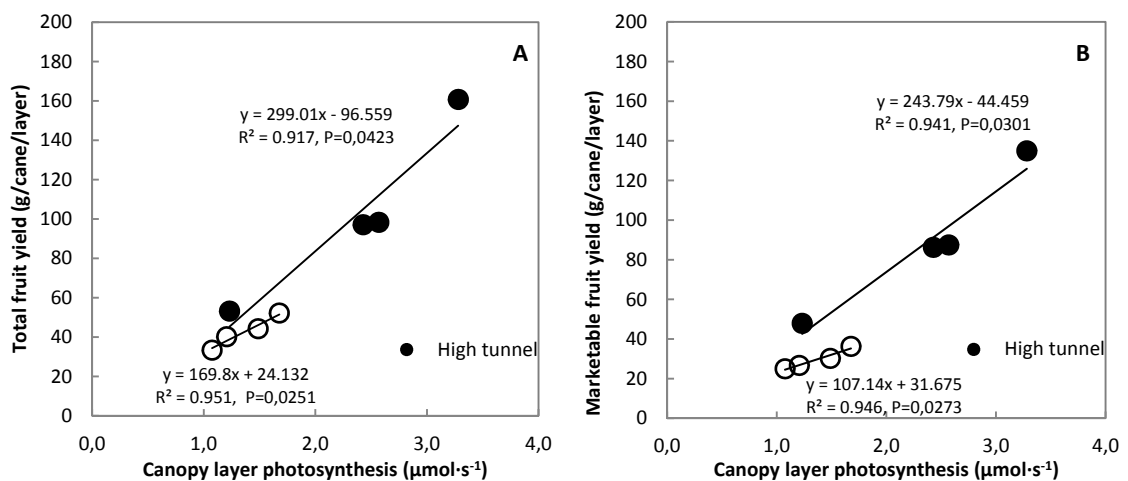 A
200
180
160
140
120
100
80
60
40
20
0
Total fruit yield (g/cane/layer)
y = 299.01x - 96.559
R² = 0.917, P=0,0423
High tunnel
y = 169.8x + 24.132
R² = 0.951, P=0,0251
0,0 1,0 2,0 3,0 4,0
Canopy layer photosynthesis (μmol·s⁻¹)
B
200
180
160
140
120
100
80
60
40
20
0
Marketable fruit yield (g/cane/layer)
y = 243.79x - 44.459
R² = 0.941, P=0,0301
High tunnel
y = 107.14x + 31.675
R² = 0.946, P=0,0273
0,0 1,0 2,0 3,0 4,0
Canopy layer photosynthesis (μmol·s⁻¹)